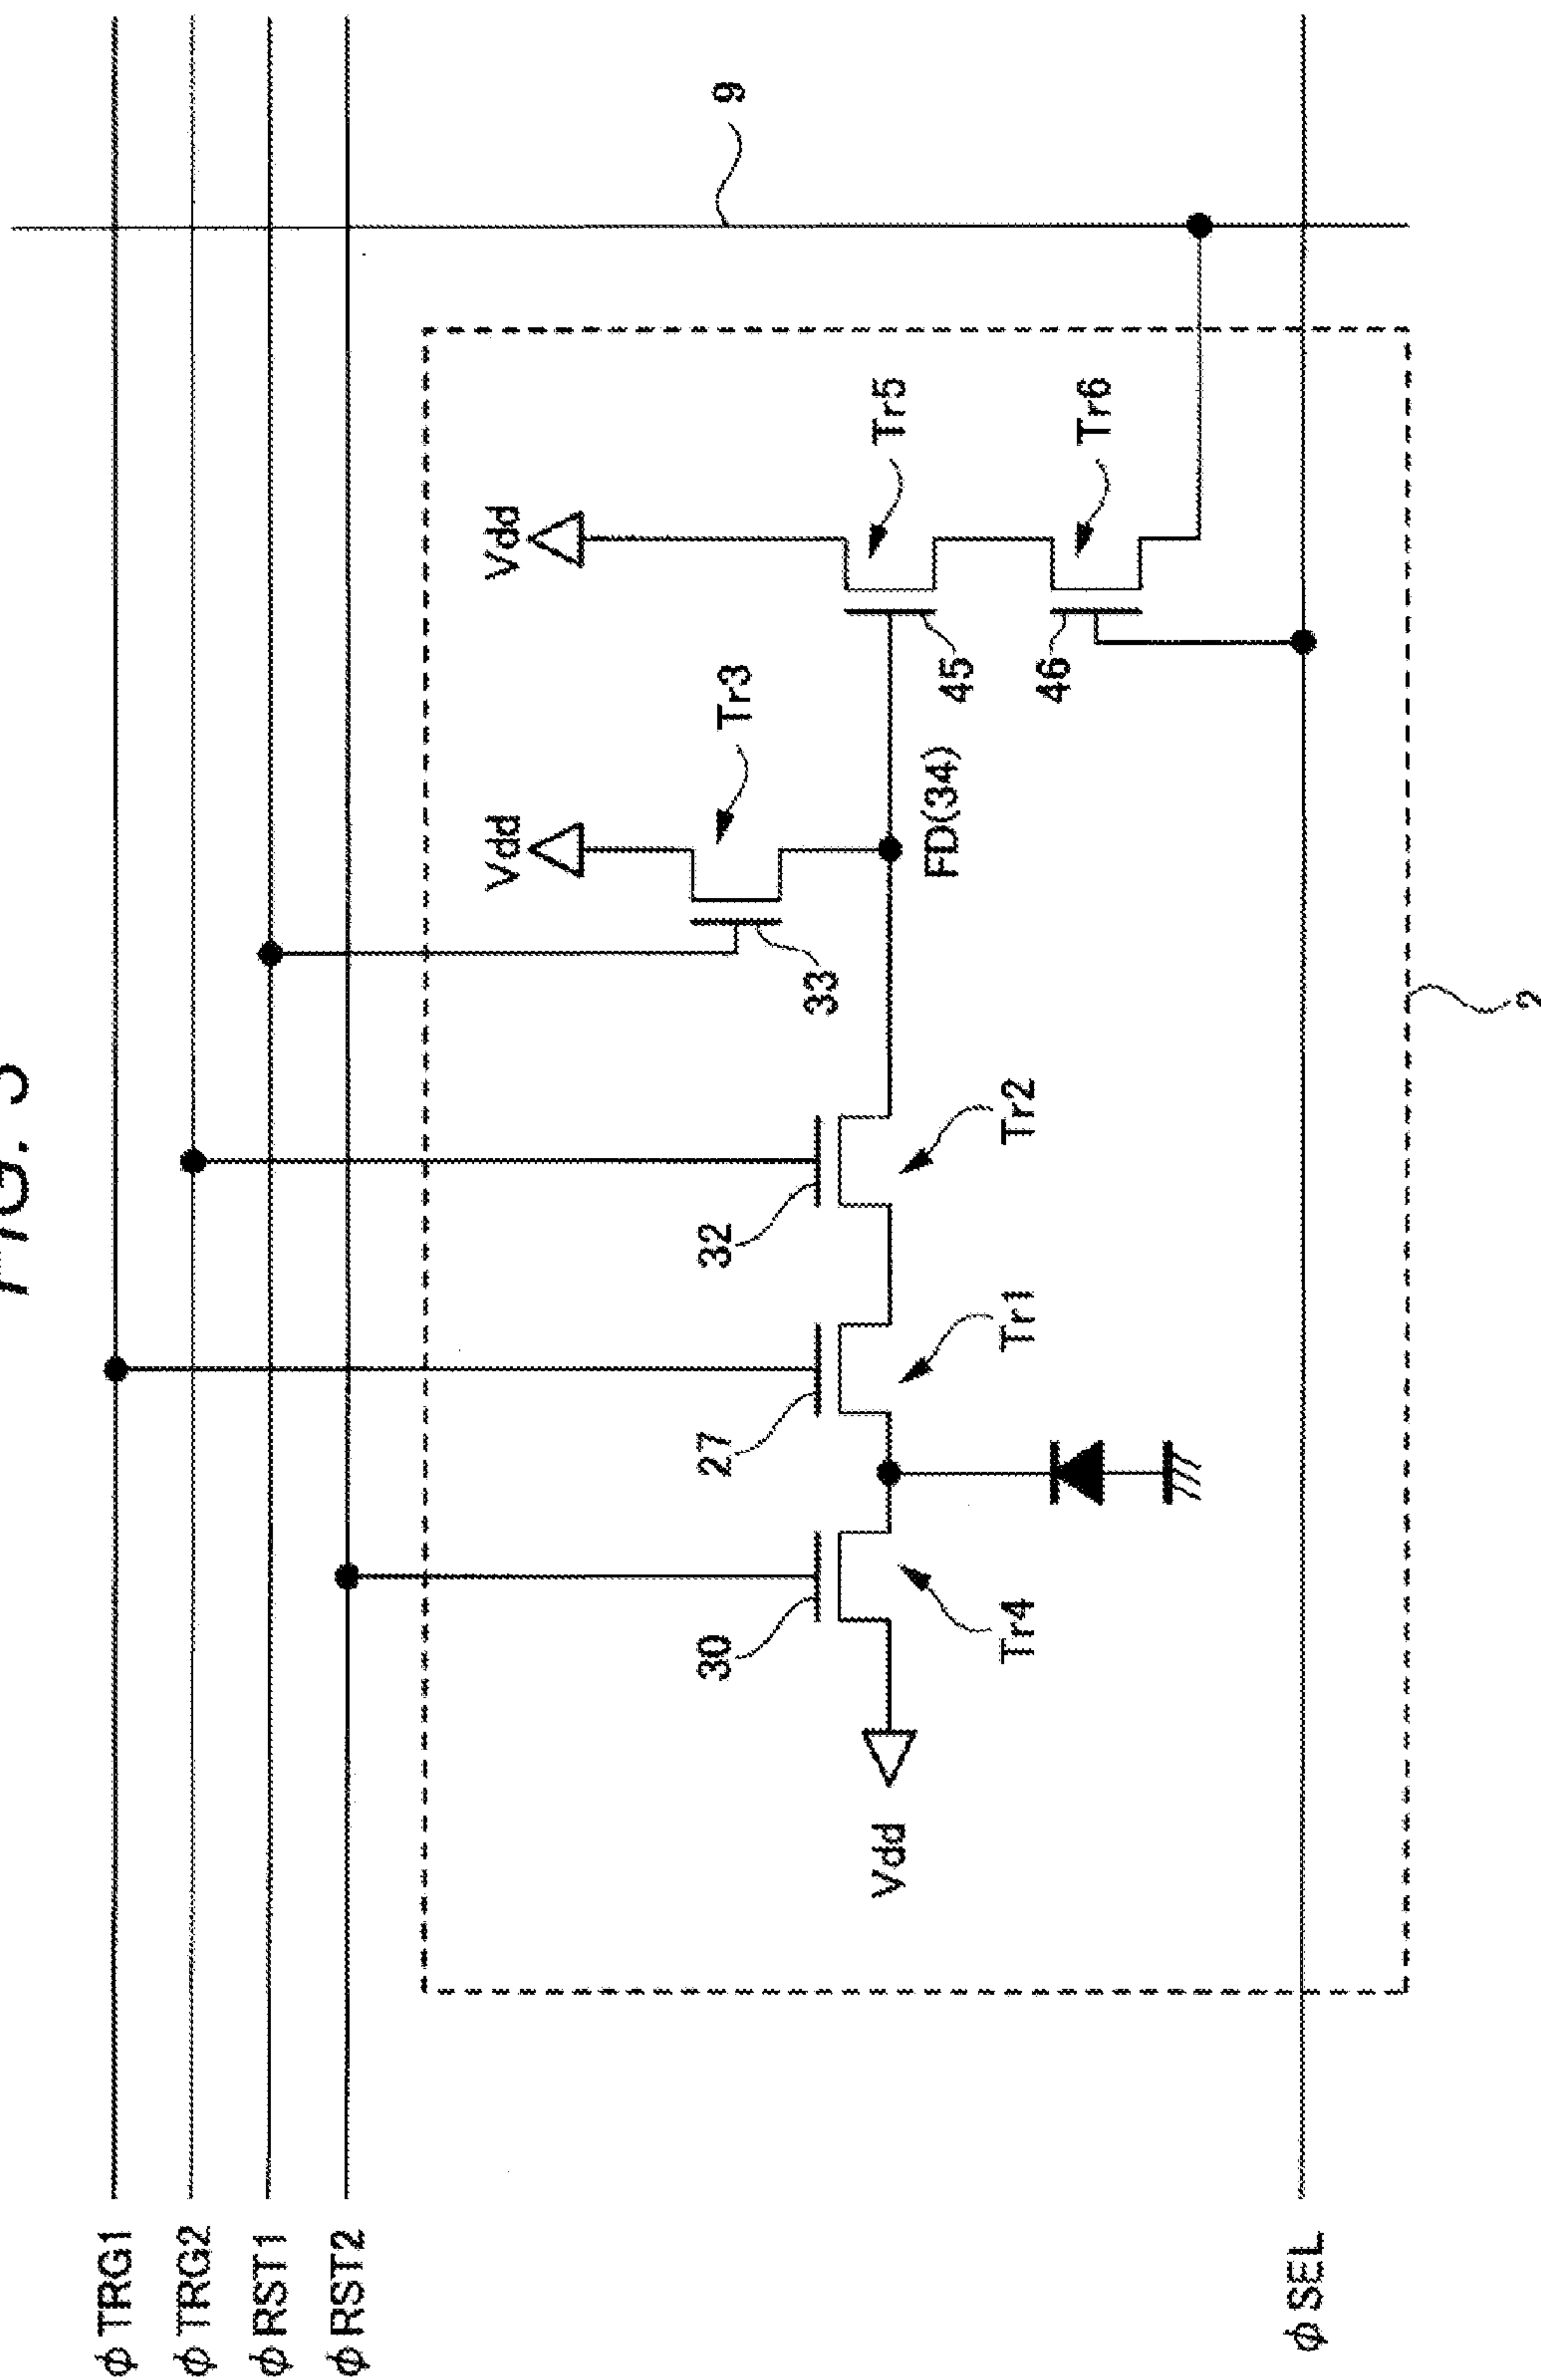 FIG. 3
φTRG1
φTRG2
φRST1
φRST2
9
Vdd
Vdd
Tr3
Tr5
33
32
27
30
45
Tr6
46
FD(34)
Vdd
Tr4
Tr1
Tr2
φSEL
2